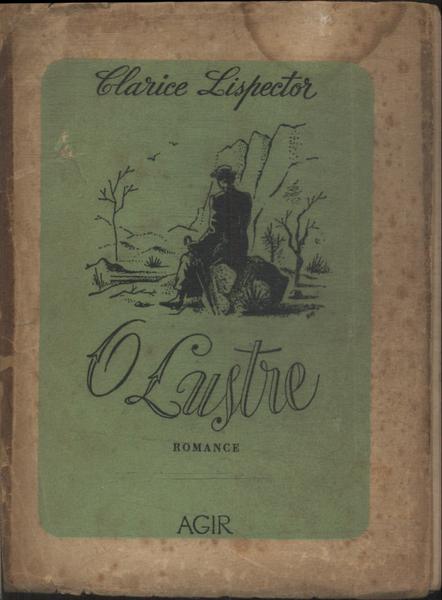 Clarice Lispector
O Lustre
ROMANCE
AGIR